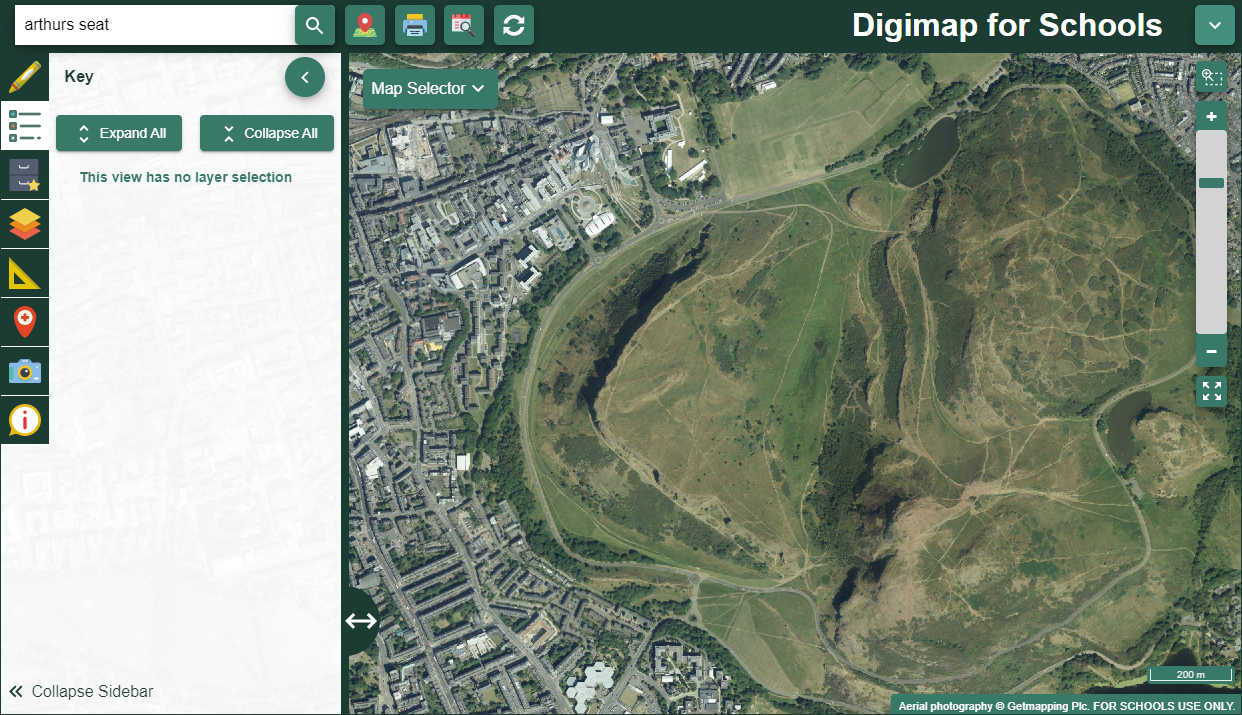 arthurs seat
Digimap for Schools
Key
Map Selector
Expand All
Collapse All
This view has no layer selection
Collapse Sidebar
200 m
Aerial photography © Getmapping Plc. FOR SCHOOLS USE ONLY.